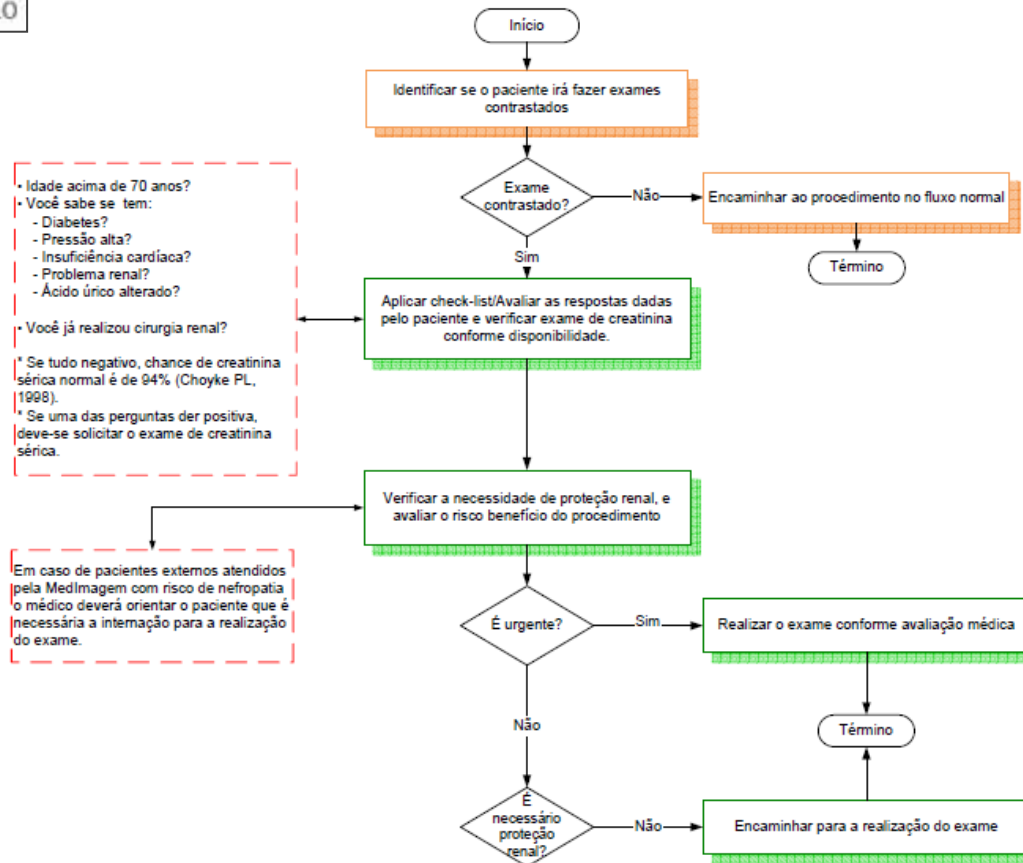 Início
Identificar se o paciente irá fazer exames
contrastados
Exame
contrastado?
Não
Encaminhar ao procedimento no fluxo normal
Término
Sim
• Idade acima de 70 anos?
• Você sabe se tem:
- Diabetes?
- Pressão alta?
- Insuficiência cardíaca?
- Problema renal?
- Ácido úrico alterado?
• Você já realizou cirurgia renal?
* Se tudo negativo, chance de creatinina
sérica normal é de 94% (Choyke PL,
1998).
* Se uma das perguntas der positiva,
deve-se solicitar o exame de creatinina
sérica.
Aplicar check-list/Avaliar as respostas dadas
pelo paciente e verificar exame de creatinina
conforme disponibilidade.
Verificar a necessidade de proteção renal, e
avaliar o risco benefício do procedimento
Em caso de pacientes externos atendidos
pela MedImagem com risco de nefropatia
o médico deverá orientar o paciente que é
necessária a internação para a realização
do exame.
É urgente?
Sim
Realizar o exame conforme avaliação médica
Não
Término
É
necessário
proteção
renal?
Não
Encaminhar para a realização do exame